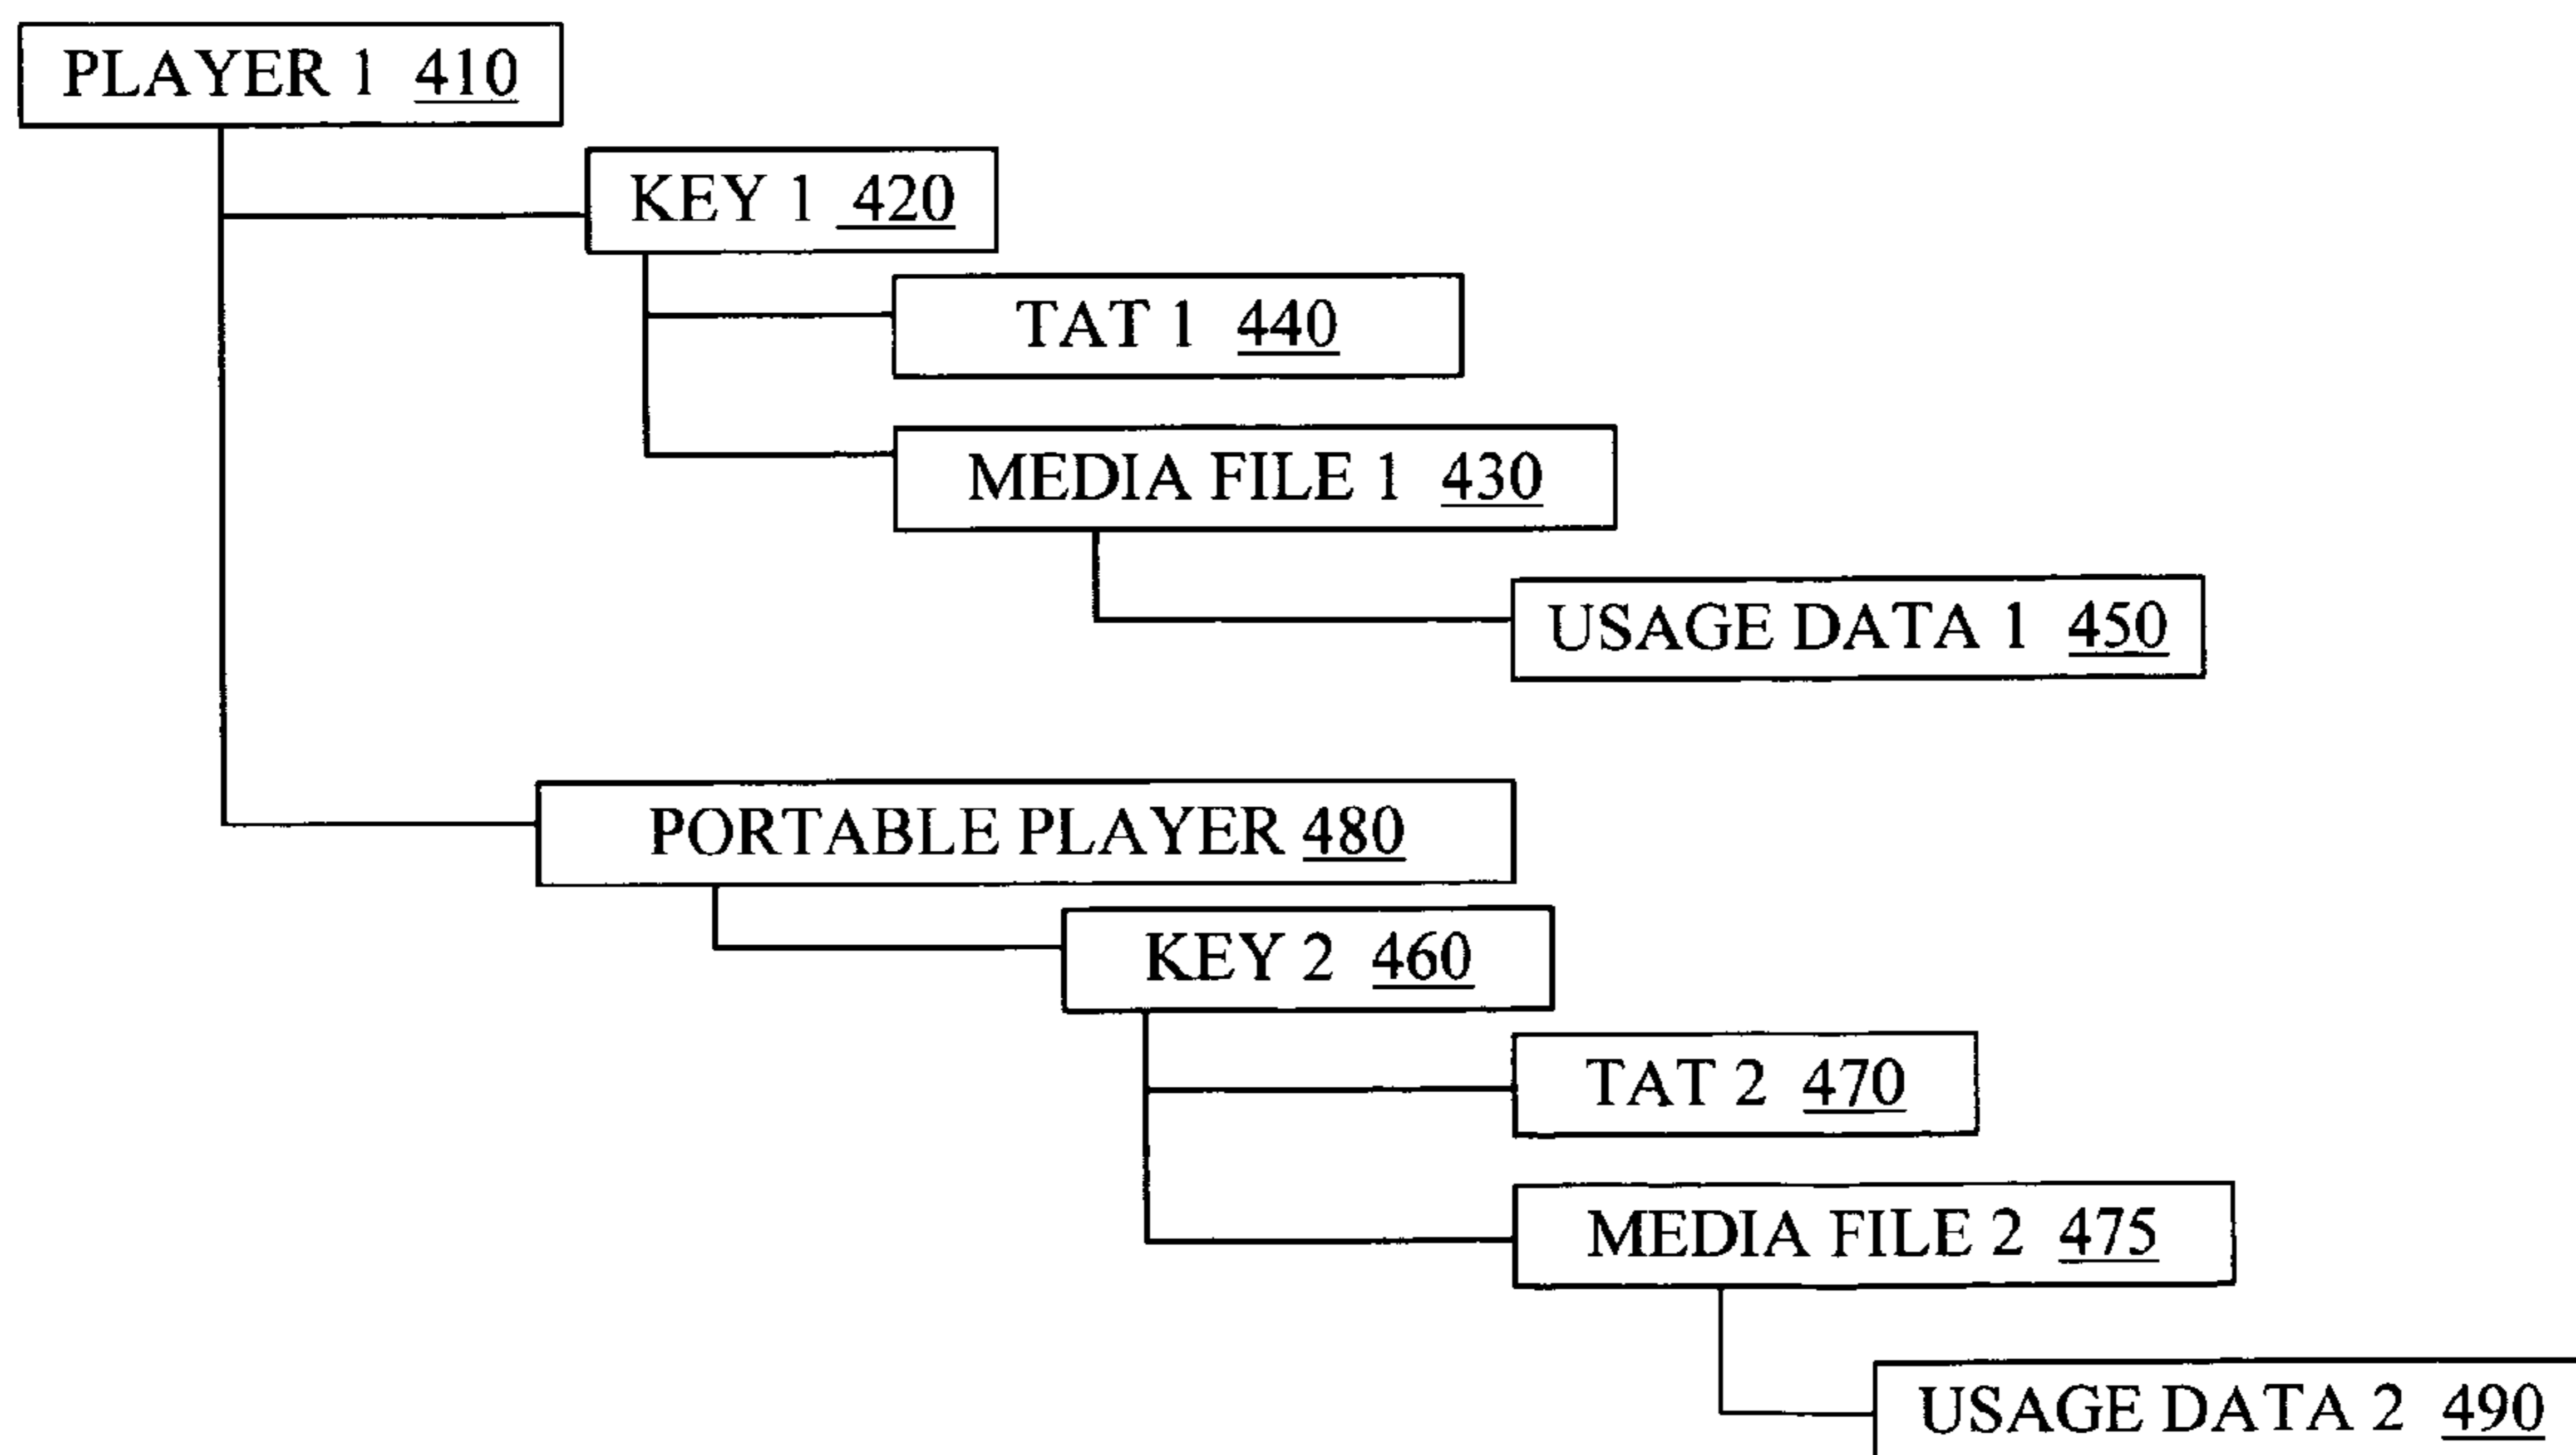 PLAYER 1 410
KEY 1 420
TAT 1 440
MEDIA FILE 1 430
USAGE DATA 1 450
PORTABLE PLAYER 480
KEY 2 460
TAT 2 470
MEDIA FILE 2 475
USAGE DATA 2 490